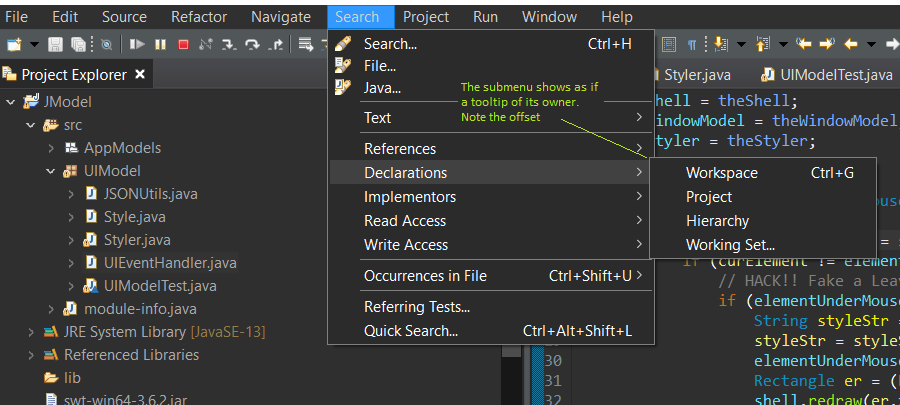 File Edit Source Refactor Navigate Search Project Run Window Help
Project Explorer
JModel
src
AppModels
UIModel
JSONUtils.java
Style.java
Styler.java
UIEventHandler.java
UIModelTest.java
module-info.java
JRE System Library [JavaSE-13]
Referenced Libraries
lib
swt-win64-3.6.2.jar
Search... Ctrl+H
File...
Java...
Text
References
Declarations
Implementors
Read Access
Write Access
Occurrences in File Ctrl+Shift+U
Referring Tests...
Quick Search... Ctrl+Alt+Shift+L
The submenu shows as if
a tooltip of its owner.
Note the offset
Workspace Ctrl+G
Project
Hierarchy
Working Set...
Styler.java UIModelTest.java
hell = theShell;
indowModel = theWindowModel
tyler = theStyler;
ous
= 
if (curElement != elemen
// HACK!! Fake a Leav
if (elementUnderMous
String styleStr =
styleStr = styleS
30 elementUnderMous
31 Rectangle er = (
32 shell.redraw(er.